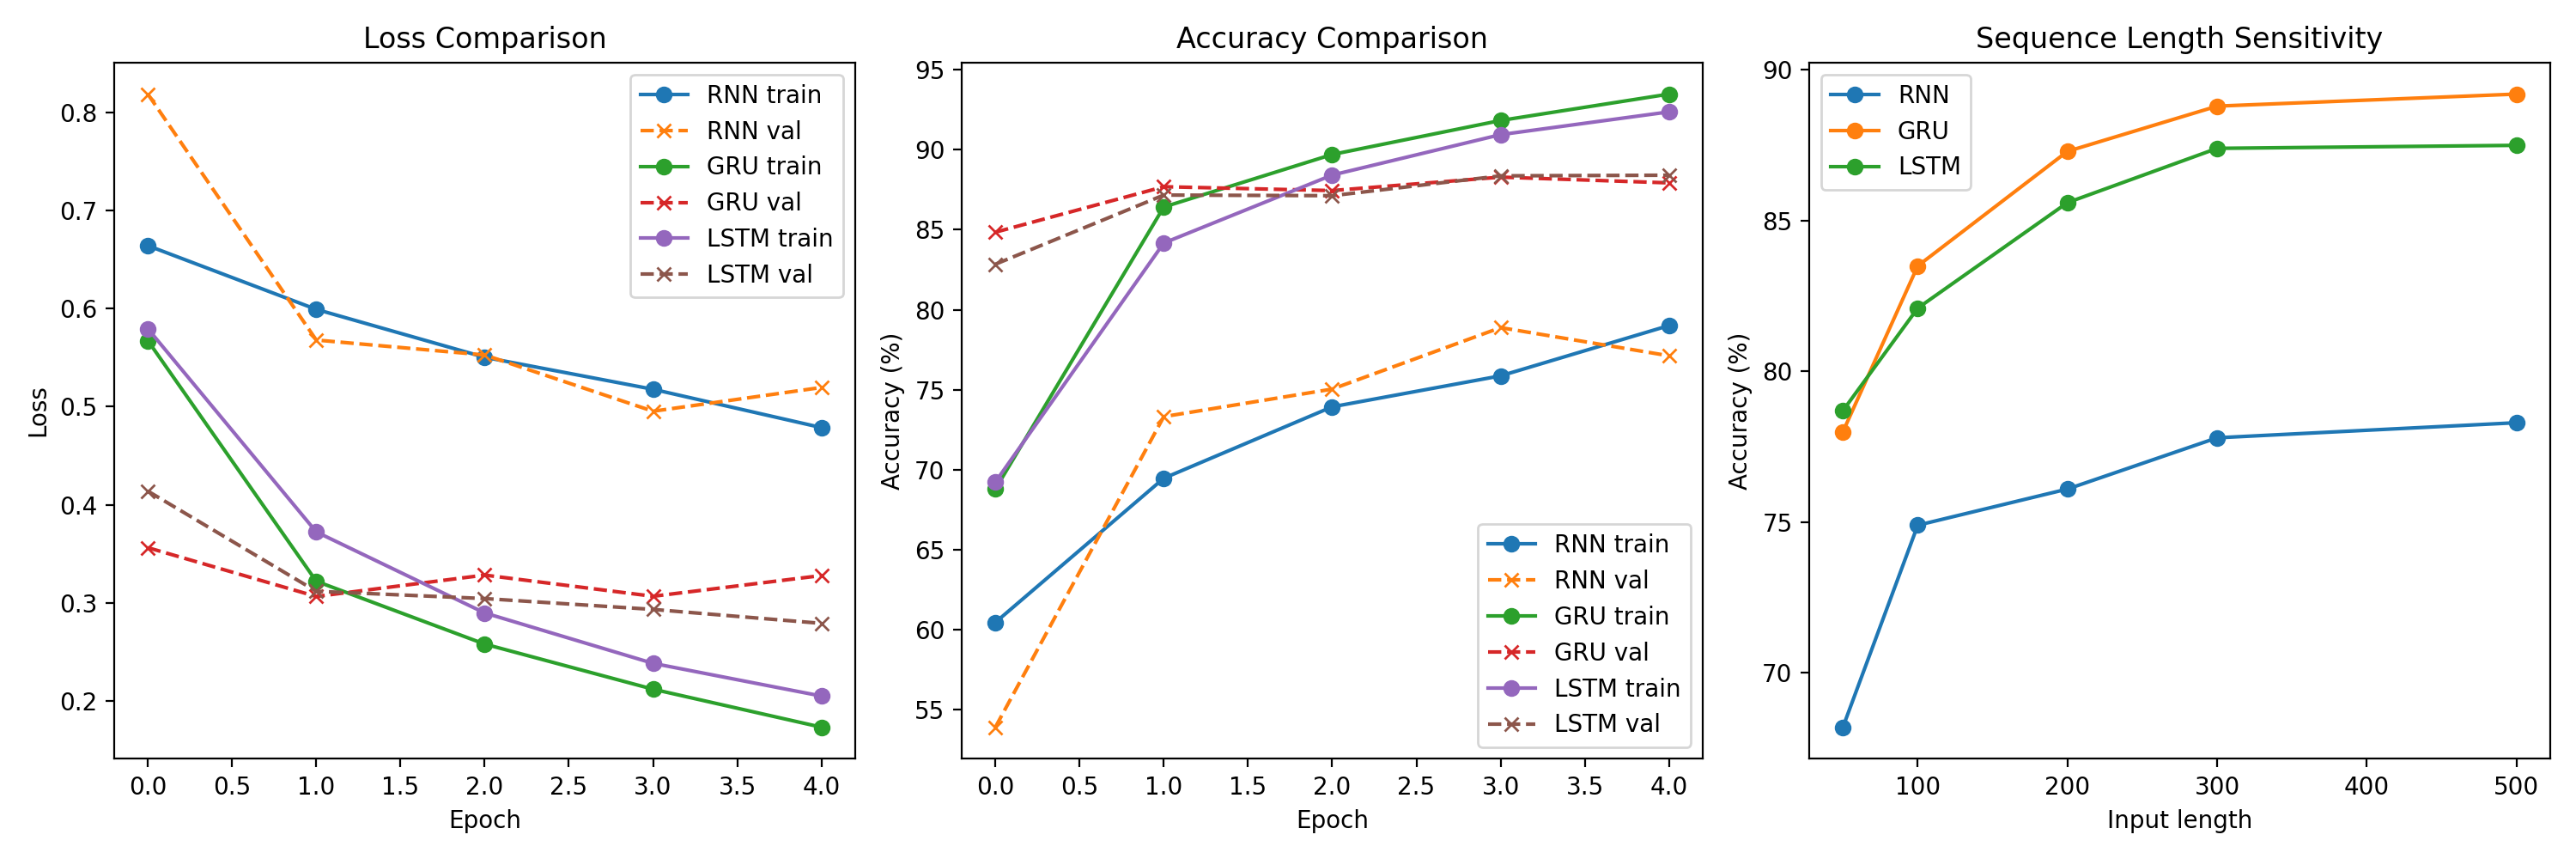 Loss Comparison
Loss
0.8
0.7
0.6
0.5
0.4
0.3
0.2
0.0 0.5 1.0 1.5 2.0 2.5 3.0 3.5 4.0
Epoch
RNN train
RNN val
GRU train
GRU val
LSTM train
LSTM val
Accuracy Comparison
Accuracy (%)
95
90
85
80
75
70
65
60
55
0.0 0.5 1.0 1.5 2.0 2.5 3.0 3.5 4.0
Epoch
RNN train
RNN val
GRU train
GRU val
LSTM train
LSTM val
Sequence Length Sensitivity
Accuracy (%)
90
85
80
75
70
100 200 300 400 500
Input length
RNN
GRU
LSTM